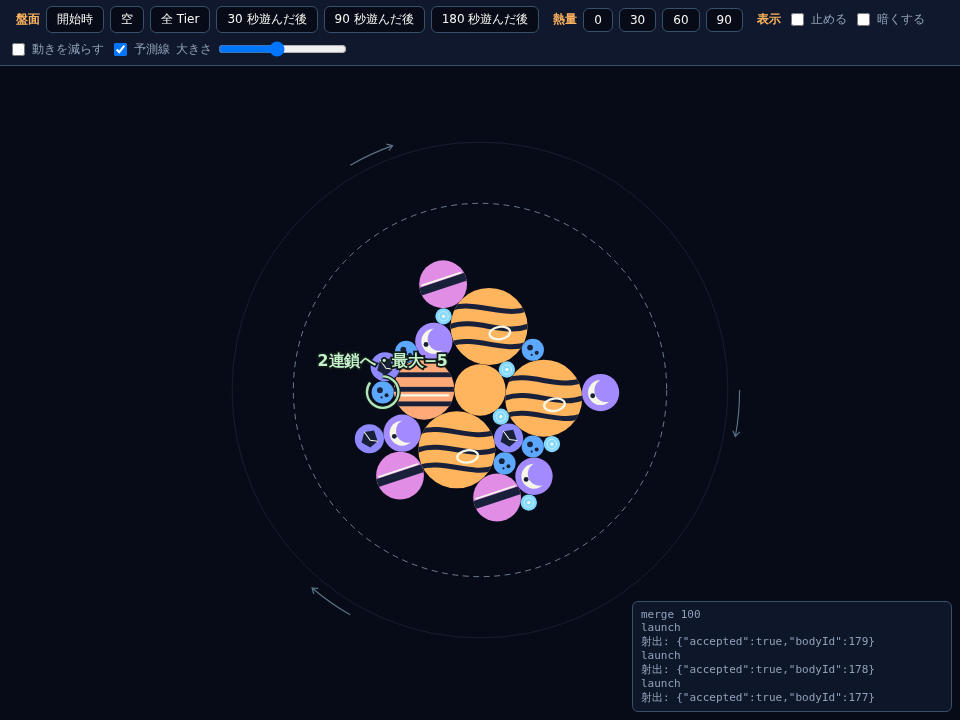 盤面 開始時 空 全 Tier 30 秒遊んだ後 90 秒遊んだ後 180 秒遊んだ後 熱量 0 30 60 90 表示 止める 暗くする
動きを減らす 予測線 大きさ
2連鎖へ・最大−5
merge 100
launch
射出: {"accepted":true,"bodyId":179}
launch
射出: {"accepted":true,"bodyId":178}
launch
射出: {"accepted":true,"bodyId":177}